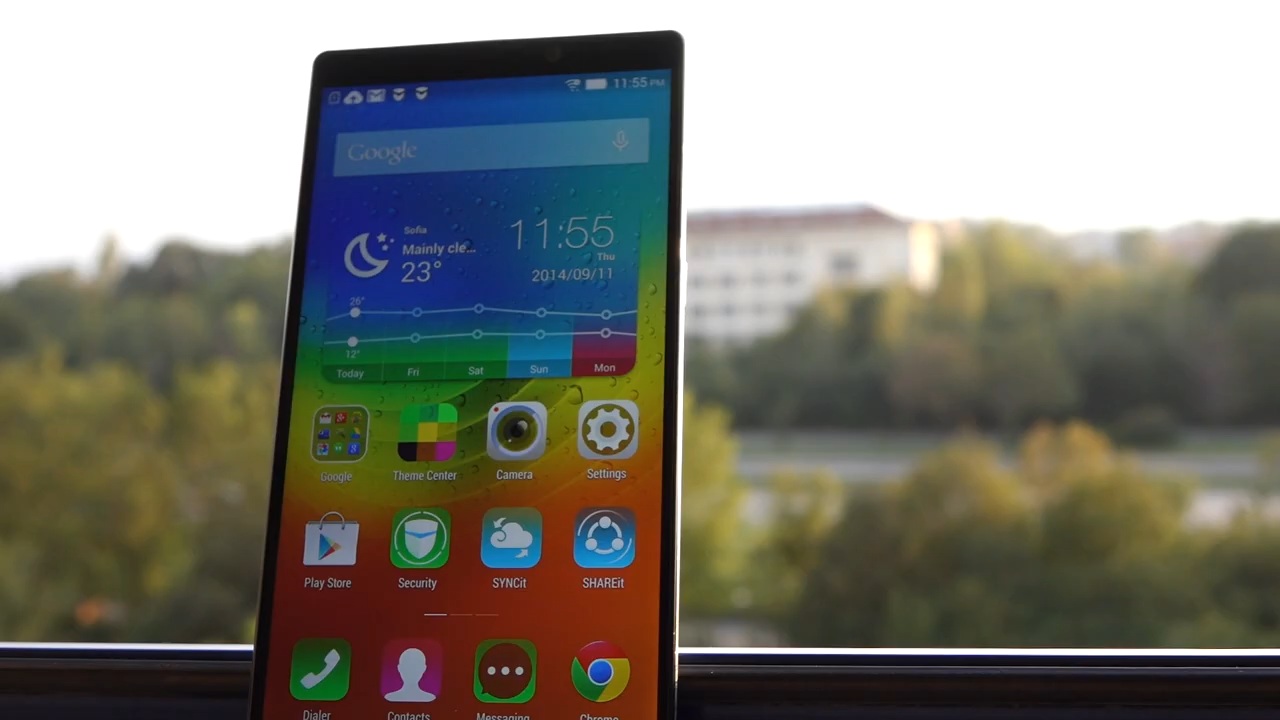 11:55 PM
Google
Sofia
Mainly cle...
23°
11:55
Thu
2014/09/11
26°
12°
Today Fri Sat Sun Mon
Google Theme Center Camera Settings
Play Store Security SYNCit SHAREit
Dialer Contacts Messaging Chrome